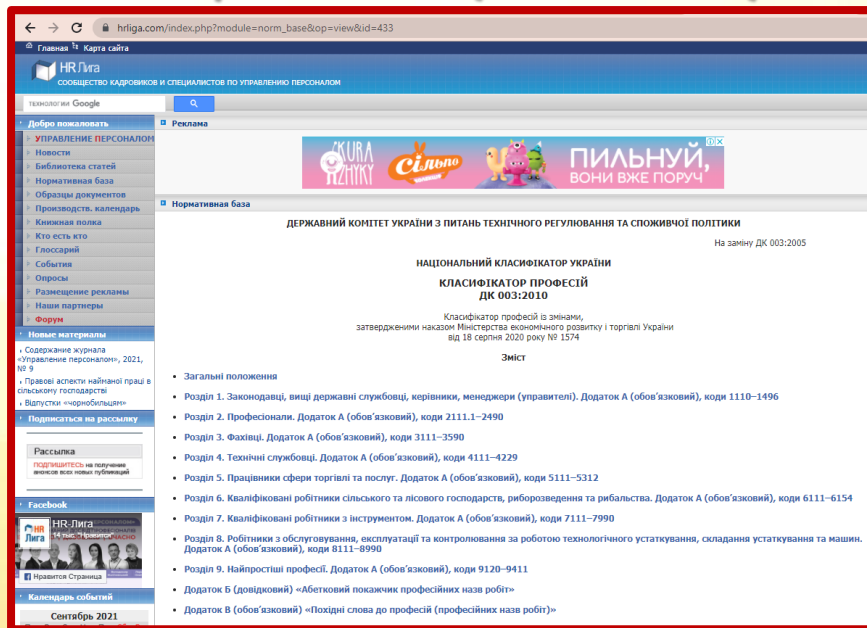 hrliga.com/index.php?module=norm_base&op=view&id=433
Главная Карта сайта
HR Лига
СООБЩЕСТВО КАДРОВИКОВ И СПЕЦИАЛИСТОВ ПО УПРАВЛЕНИЮ ПЕРСОНАЛОМ
ТЕХНОЛОГИИ Google
Добро пожаловать
УПРАВЛЕНИЕ ПЕРСОНАЛОМ
Новости
Библиотека статей
Нормативная база
Образцы документов
Производств. календарь
Книжная полка
Кто есть кто
Глоссарий
События
Опросы
Размещение рекламы
Наши партнеры
Форум
Новые материалы
Содержание журнала
«Управление персоналом», 2021,
№ 9
Правові аспекти найманої праці в
сільському господарстві
Відпустки «чорнобильцям»
Подписаться на рассылку
Рассылка
ПОДПИШИТЕСЬ на получение
анонсов всех новых публикаций
Facebook
HR-Лига
HR
Лига
Нравится Страница
Календарь событий
Сентябрь 2021
Реклама
KURA
ZHYKY
Сільпо
ПИЛЬНУЙ,
ВОНИ ВЖЕ ПОРУЧ
Нормативная база
ДЕРЖАВНИЙ КОМІТЕТ УКРАЇНИ З ПИТАНЬ ТЕХНІЧНОГО РЕГУЛЮВАННЯ ТА СПОЖИВЧОЇ ПОЛІТИКИ
На заміну ДК 003:2005
НАЦІОНАЛЬНИЙ КЛАСИФІКАТОР УКРАЇНИ
КЛАСИФІКАТОР ПРОФЕСІЙ
ДК 003:2010
Класифікатор професій із змінами,
затвердженими наказом Міністерства економічного розвитку і торгівлі України
від 18 серпня 2020 року № 1574
Зміст
Загальні положення
Розділ 1. Законодавці, вищі державні службовці, керівники, менеджери (управителі). Додаток А (обов'язковий), коди 1110–1496
Розділ 2. Професіонали. Додаток А (обов'язковий), коди 2111.1–2490
Розділ 3. Фахівці. Додаток А (обов'язковий), коди 3111–3590
Розділ 4. Технічні службовці. Додаток А (обов'язковий), коди 4111–4229
Розділ 5. Працівники сфери торгівлі та послуг. Додаток А (обов'язковий), коди 5111–5312
Розділ 6. Кваліфіковані робітники сільського та лісового господарств, риборозведення та рибальства. Додаток А (обов'язковий), коди 6111–6154
Розділ 7. Кваліфіковані робітники з інструментом. Додаток А (обов'язковий), коди 7111–7990
Розділ 8. Робітники з обслуговування, експлуатації та контролювання за роботою технологічного устаткування, складання устаткування та машин.
Додаток А (обов'язковий), коди 8111–8990
Розділ 9. Найпростіші професії. Додаток А (обов'язковий), коди 9120–9411
Додаток Б (довідковий) «Абетковий покажчик професійних назв робіт»
Додаток В (обов'язковий) «Похідні слова до професій (професійних назв робіт)»